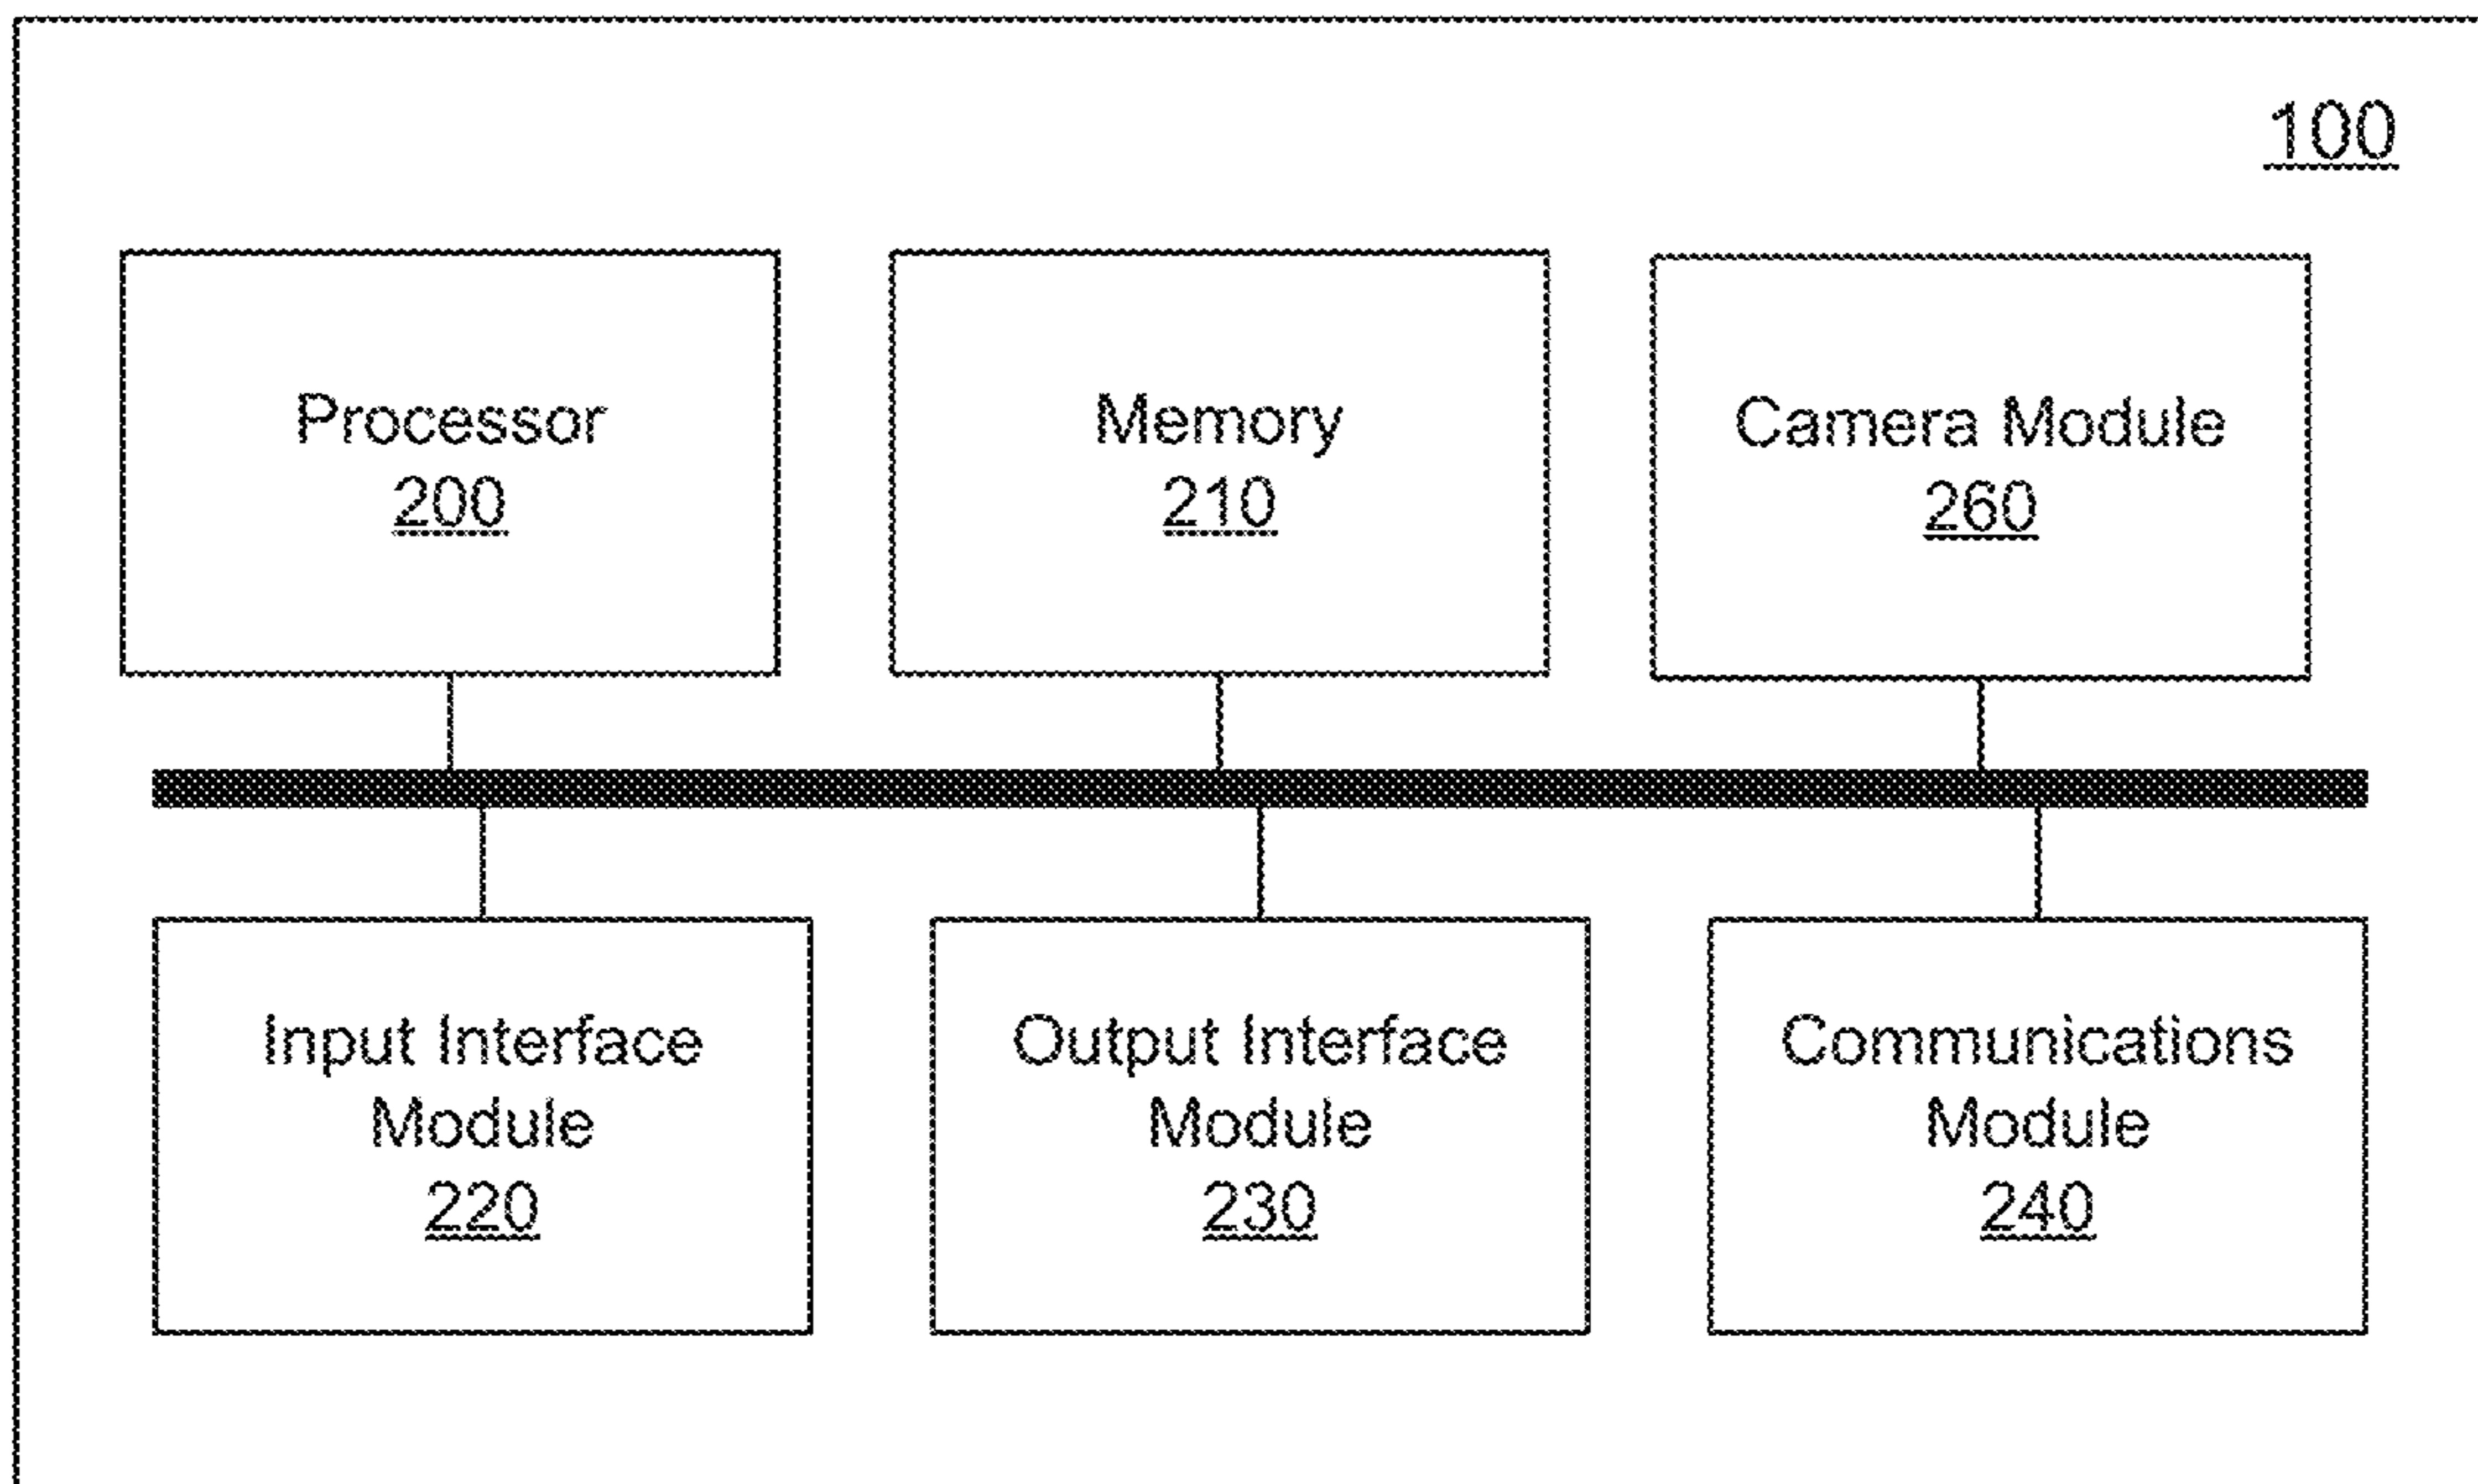 100
Processor
200
Memory
210
Camera Module
260
Input Interface
Module
220
Output Interface
Module
230
Communications
Module
240